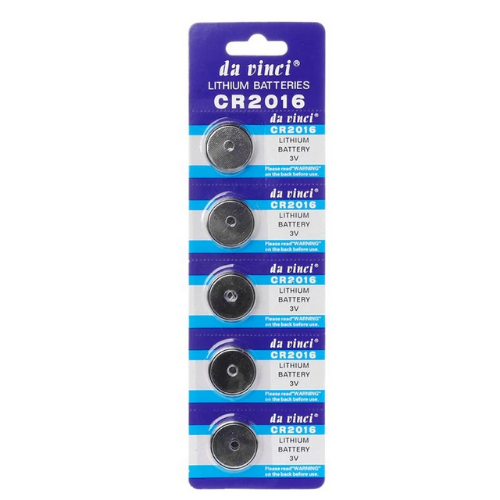 da vinci®
LITHIUM BATTERIES
CR2016
da vinci®
CR2016
LITHIUM
BATTERY
3V
Please read "WARNING"
on the back before use.
da vinci®
CR2016
LITHIUM
BATTERY
3V
Please read "WARNING"
on the back before use.
da vinci®
CR2016
LITHIUM
BATTERY
3V
Please read "WARNING"
on the back before use.
da vinci®
CR2016
LITHIUM
BATTERY
3V
Please read "WARNING"
on the back before use.
da vinci®
CR2016
LITHIUM
BATTERY
3V
Please read "WARNING"
on the back before use.